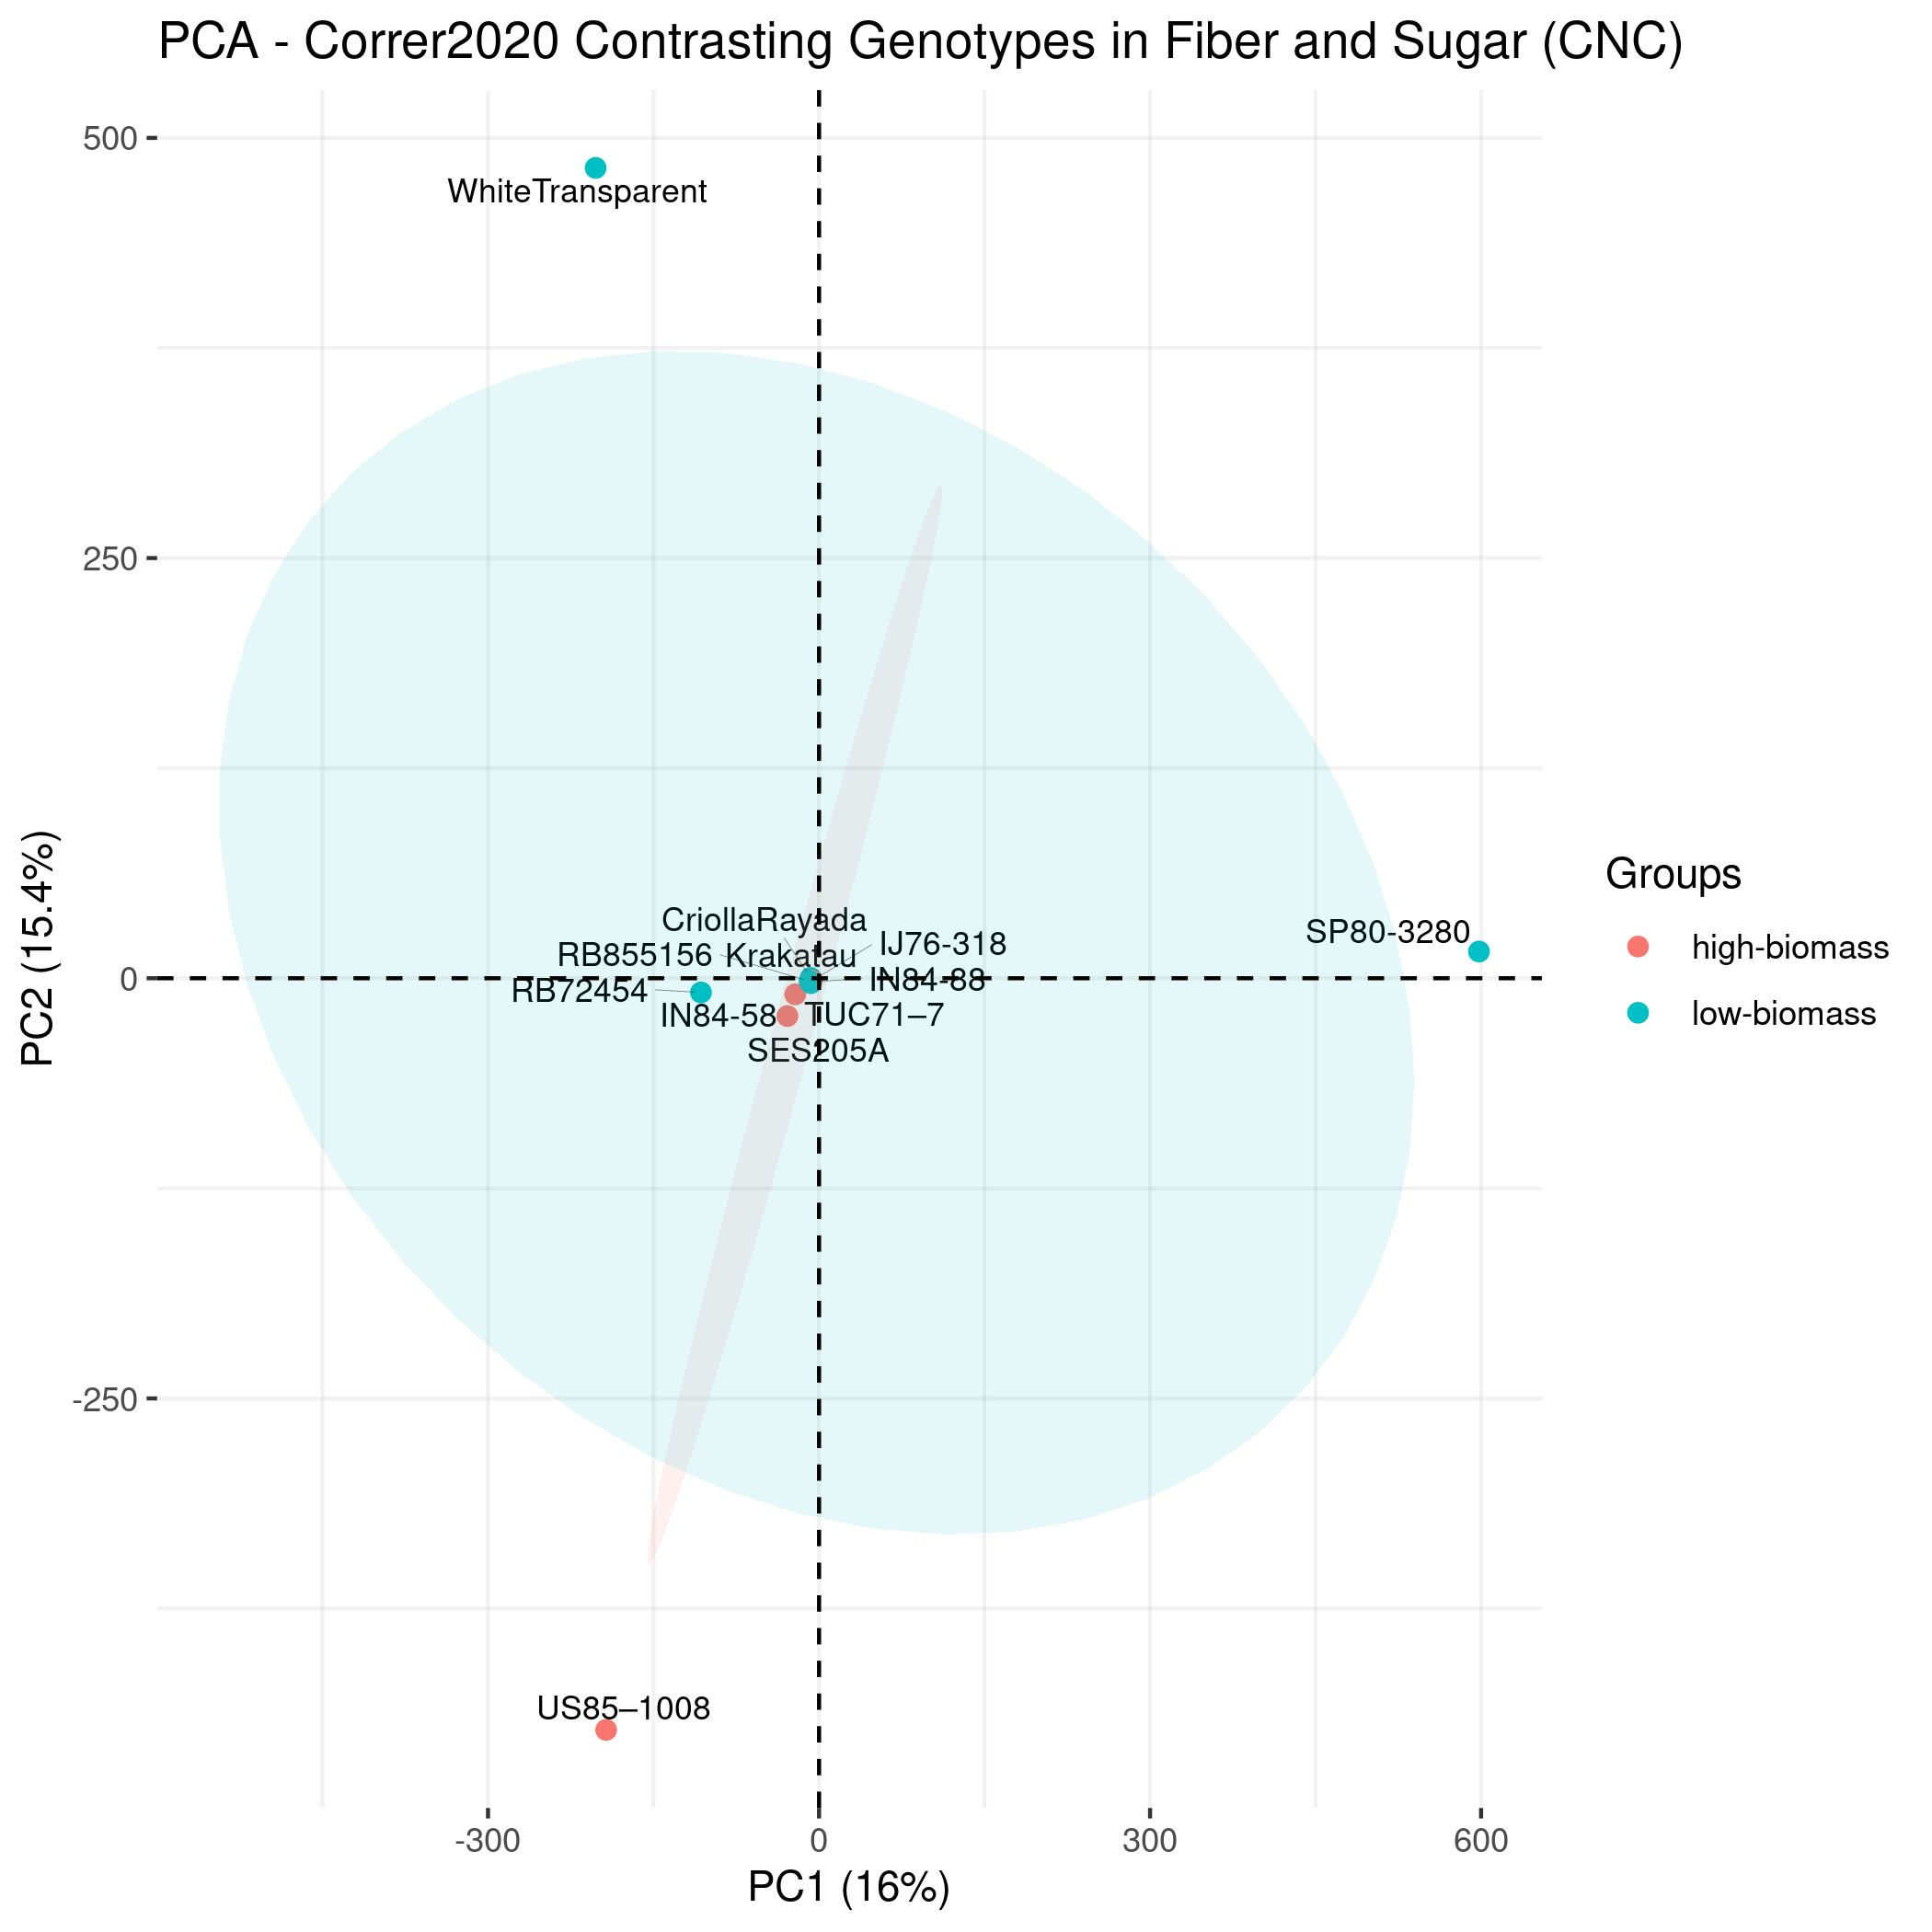 PCA - Correr2020 Contrasting Genotypes in Fiber and Sugar (CNC)
500
250
0
-250
PC2 (15.4%)
WhiteTransparent
CriollaRayada
IJ76-318
RB855156
Krakatau
SP80-3280
IN84-88
RB72454
IN84-58
TUC71–7
SES205A
US85–1008
-300
0
300
600
PC1 (16%)
Groups
high-biomass
low-biomass